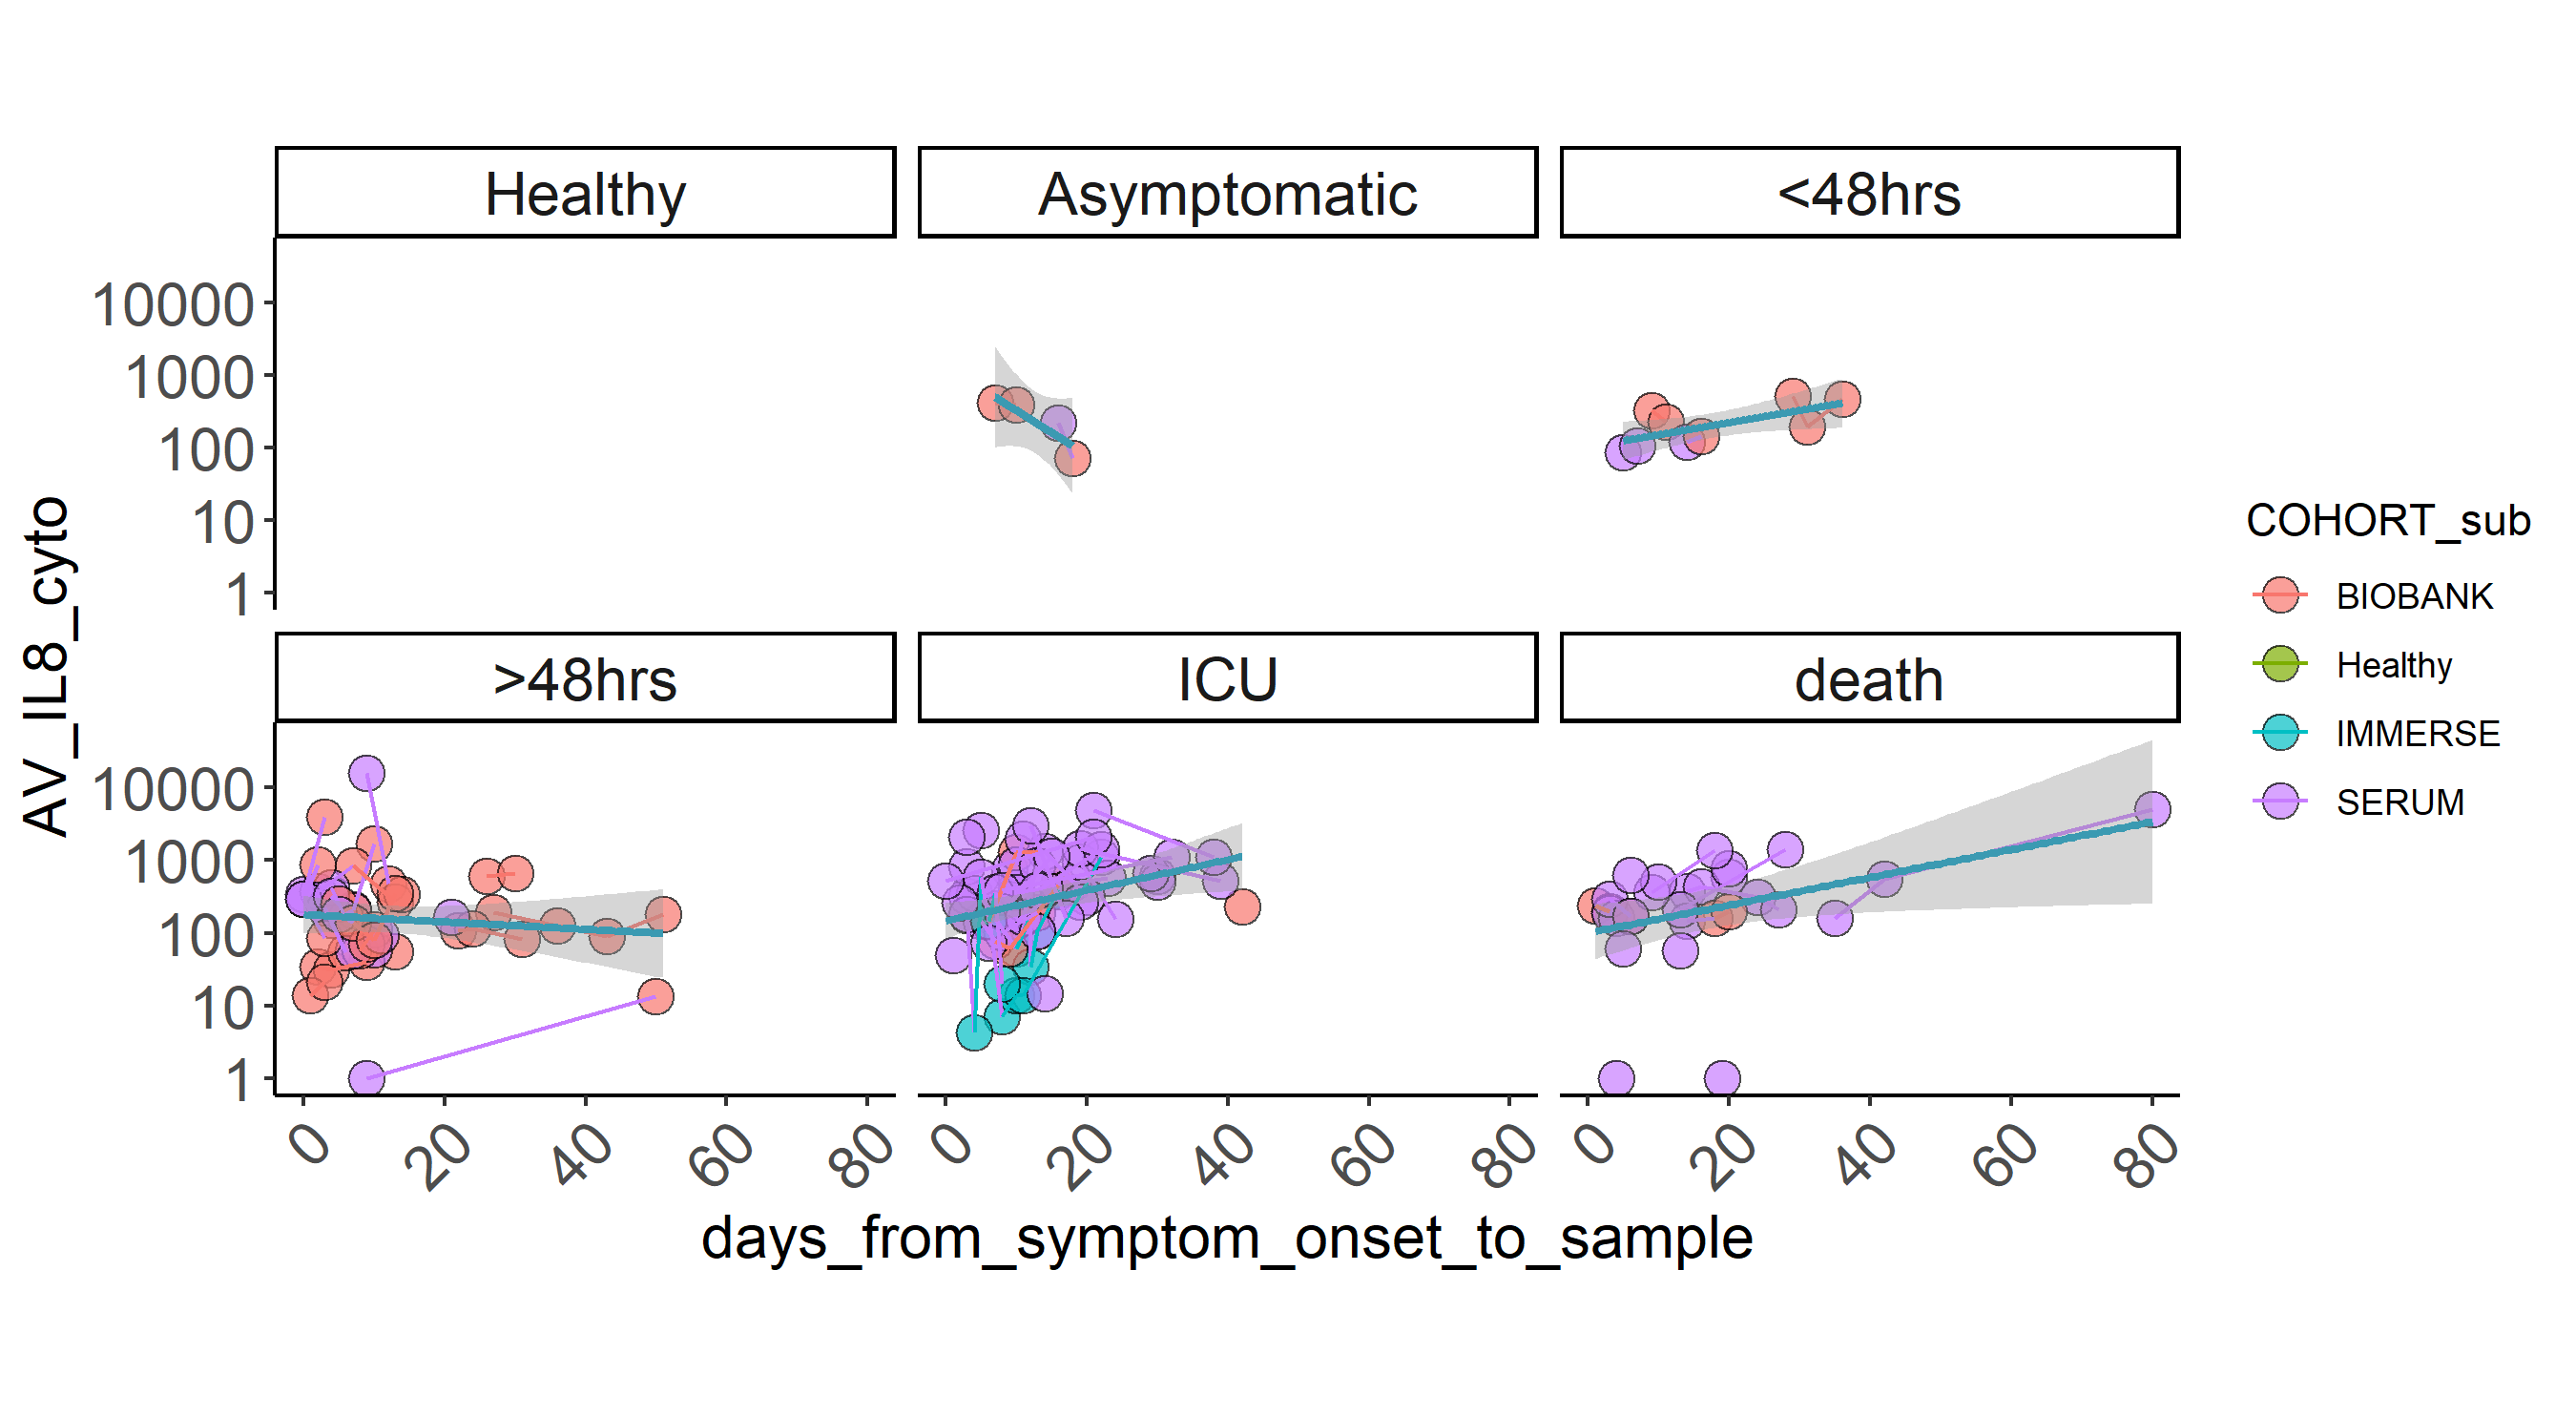 Healthy
Asymptomatic
<48hrs
10000
1000
100
10
1
>48hrs
ICU
death
10000
1000
100
10
1
0 20 40 60 80
0 20 40 60 80
0 20 40 60 80
days_from_symptom_onset_to_sample
AV_IL8_cyto
COHORT_sub
BIOBANK
Healthy
IMMERSE
SERUM